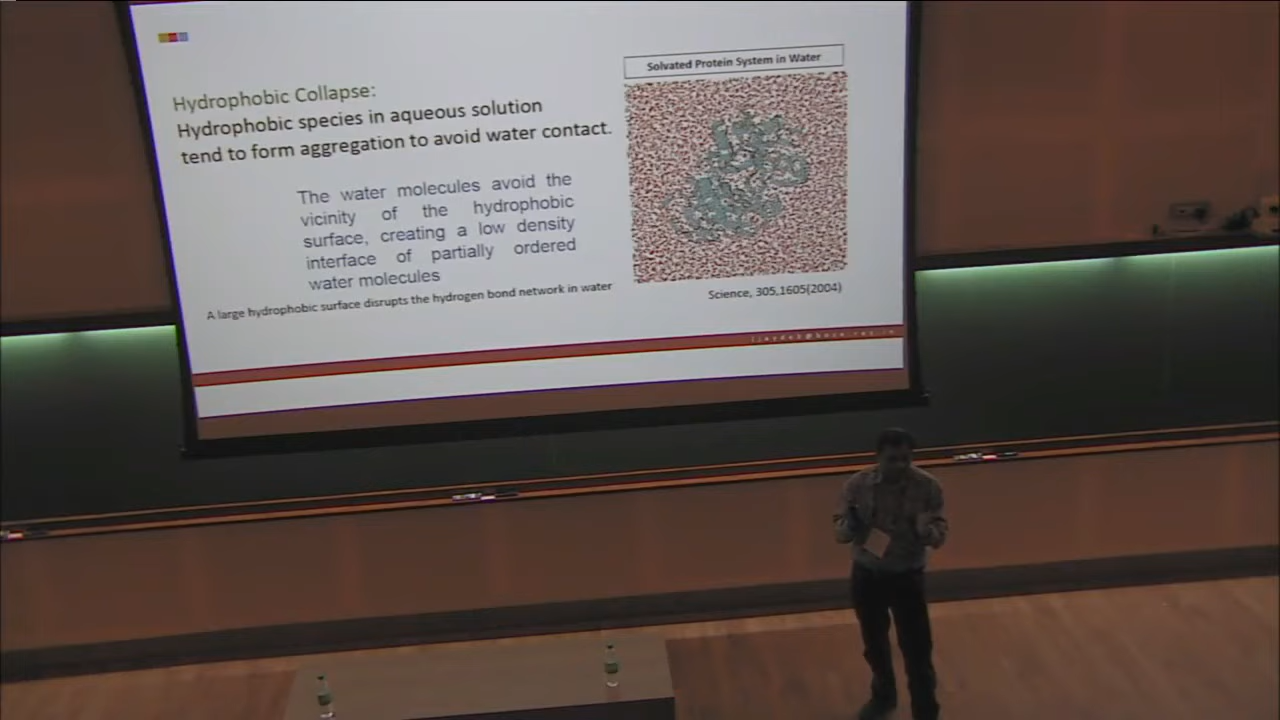 Hydrophobic Collapse:
Hydrophobic species in aqueous solution
tend to form aggregation to avoid water contact.
The water molecules avoid the
vicinity of the hydrophobic
surface, creating a low density
interface of partially ordered
water molecules
A large hydrophobic surface disrupts the hydrogen bond network in water
Solvated Protein System in Water
Science, 305,1605(2004)